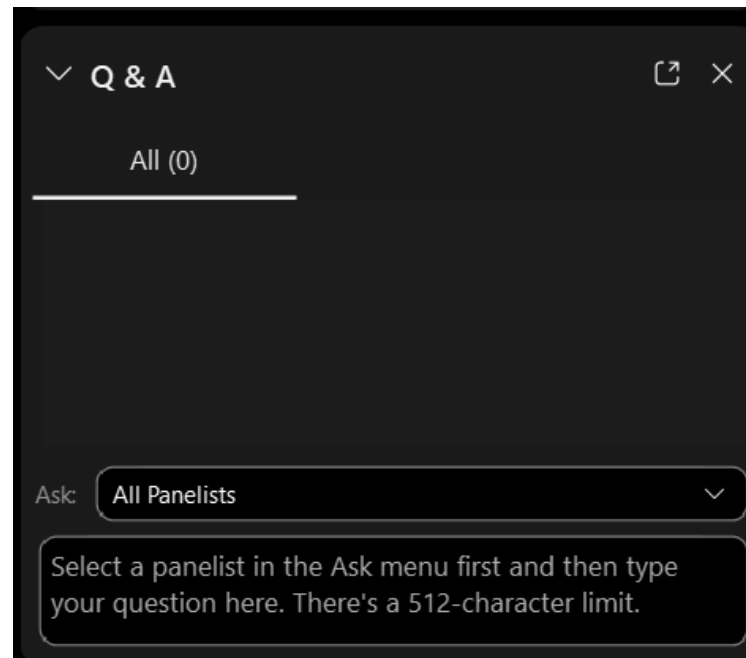 Q & A
All (0)
Ask:
All Panelists
Select a panelist in the Ask menu first and then type
your question here. There's a 512-character limit.